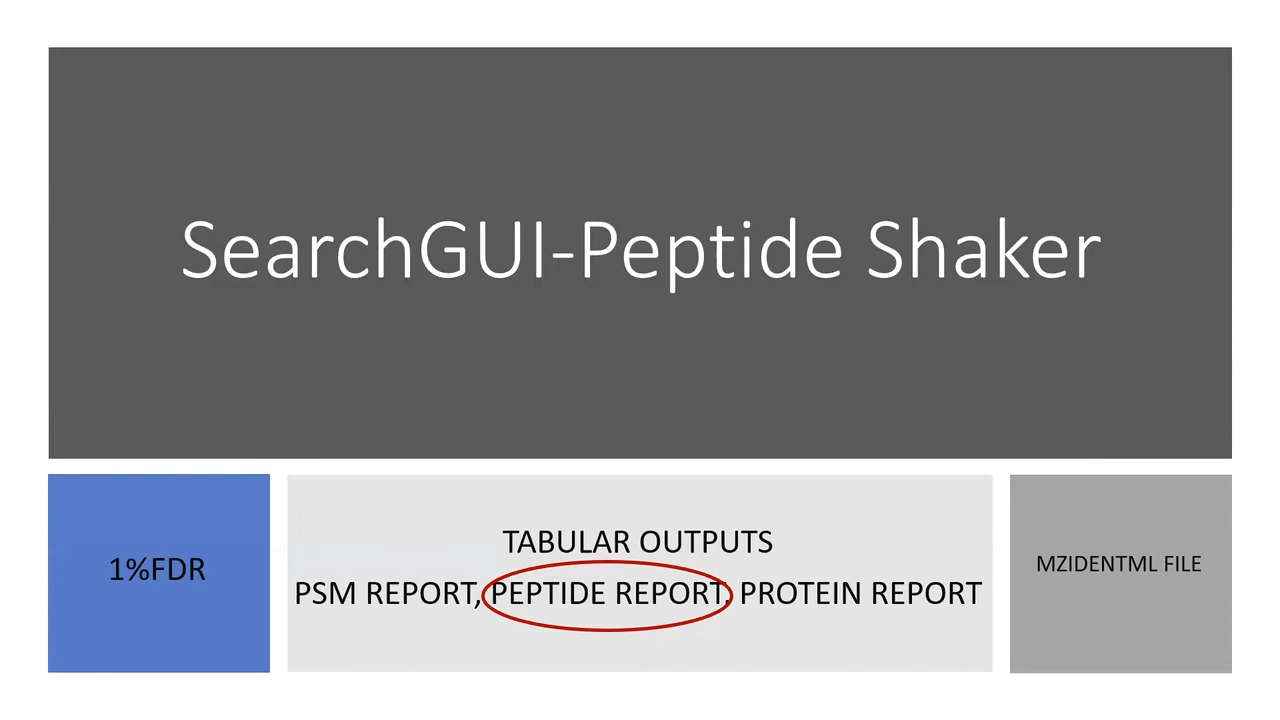 SearchGUI-Peptide Shaker
1%FDR
TABULAR OUTPUTS
PSM REPORT, PEPTIDE REPORT, PROTEIN REPORT
MZIDENTML FILE